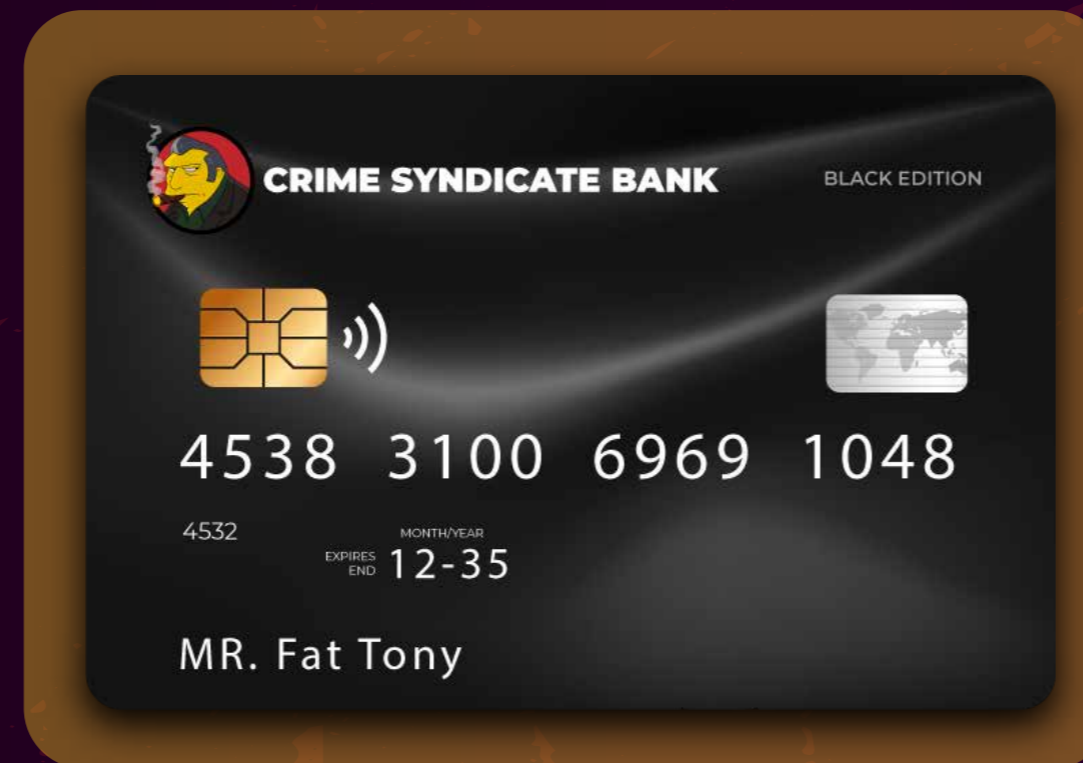 CRIME SYNDICATE BANK BLACK EDITION
4538 3100 6969 1048
4532
MONTH/YEAR
EXPIRES END 12-35
MR. Fat Tony